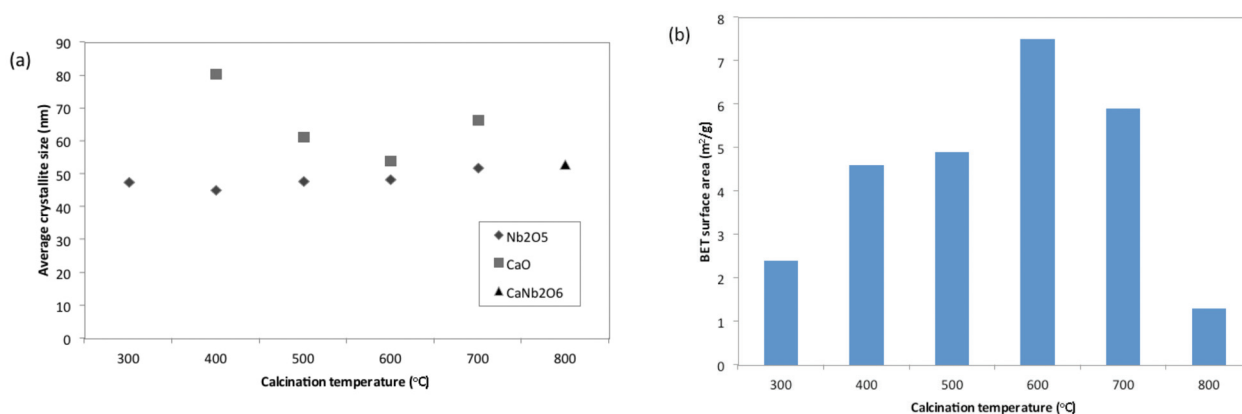 (a)
Average crystallite size (nm)
90
80
70
60
50
40
30
20
10
0
300 400 500 600 700 800
Calcination temperature (°C)
Nb2O5
CaO
CaNb2O6
(b)
BET surface area (m²/g)
8
7
6
5
4
3
2
1
0
300 400 500 600 700 800
Calcination temperature (°C)